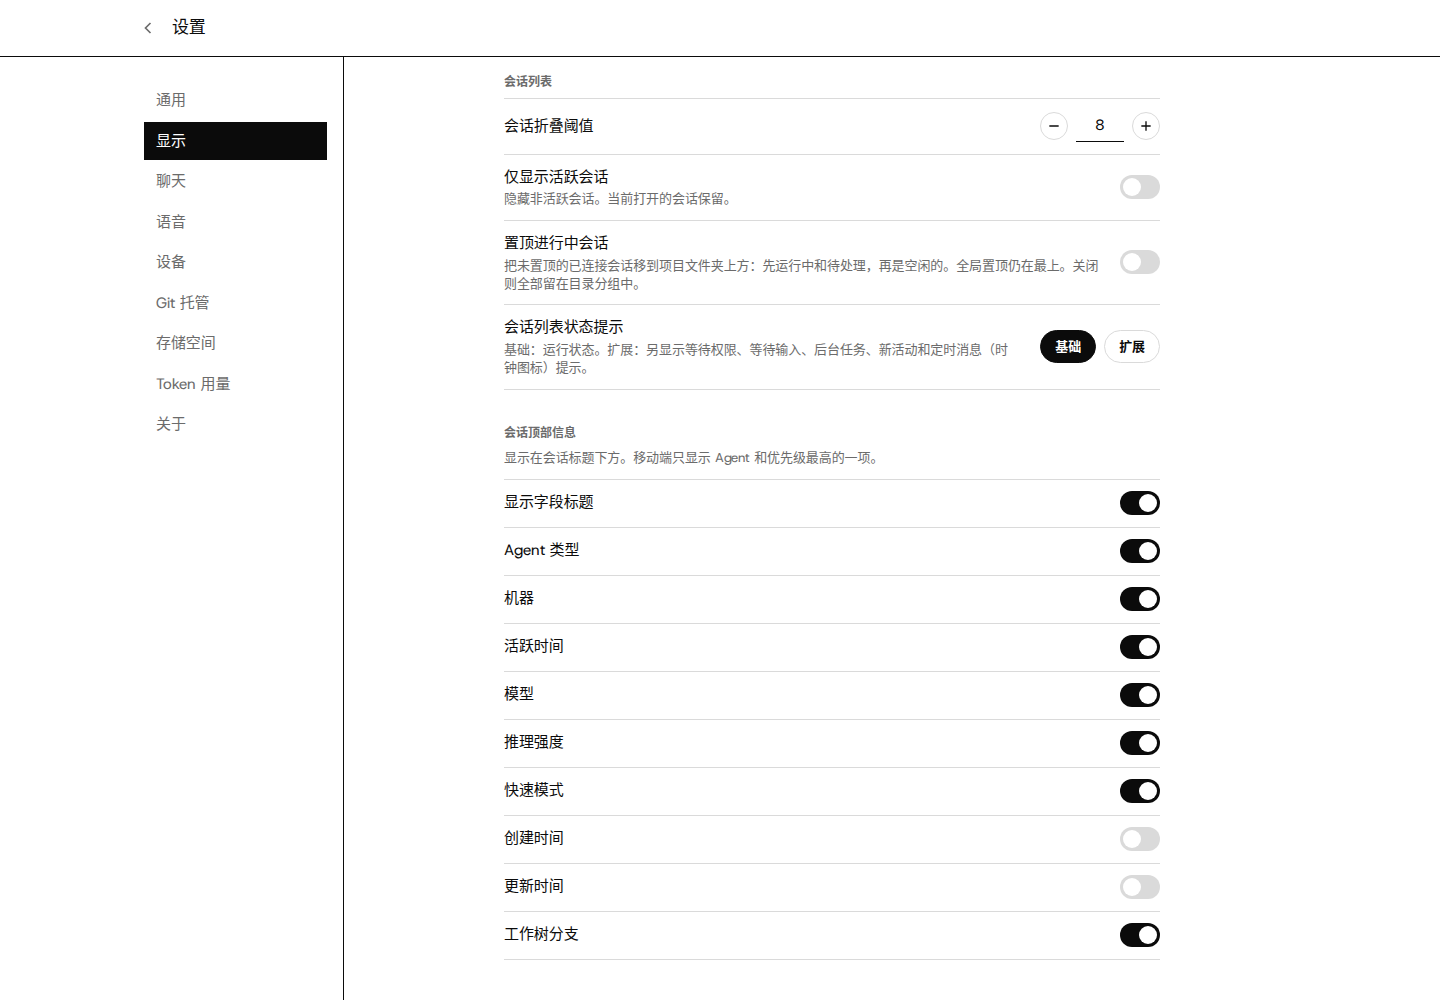 设置
通用
显示
聊天
语音
设备
Git 托管
存储空间
Token 用量
关于
会话列表
会话折叠阈值
8
仅显示活跃会话
隐藏非活跃会话。当前打开的会话保留。
置顶进行中会话
把未置顶的已连接会话移到项目文件夹上方：先运行中和待处理，再是空闲的。全局置顶仍在最上。关闭
则全部留在目录分组中。
会话列表状态提示
基础：运行状态。扩展：另显示等待权限、等待输入、后台任务、新活动和定时消息（时
钟图标）提示。
基础
扩展
会话顶部信息
显示在会话标题下方。移动端只显示 Agent 和优先级最高的一项。
显示字段标题
Agent 类型
机器
活跃时间
模型
推理强度
快速模式
创建时间
更新时间
工作树分支